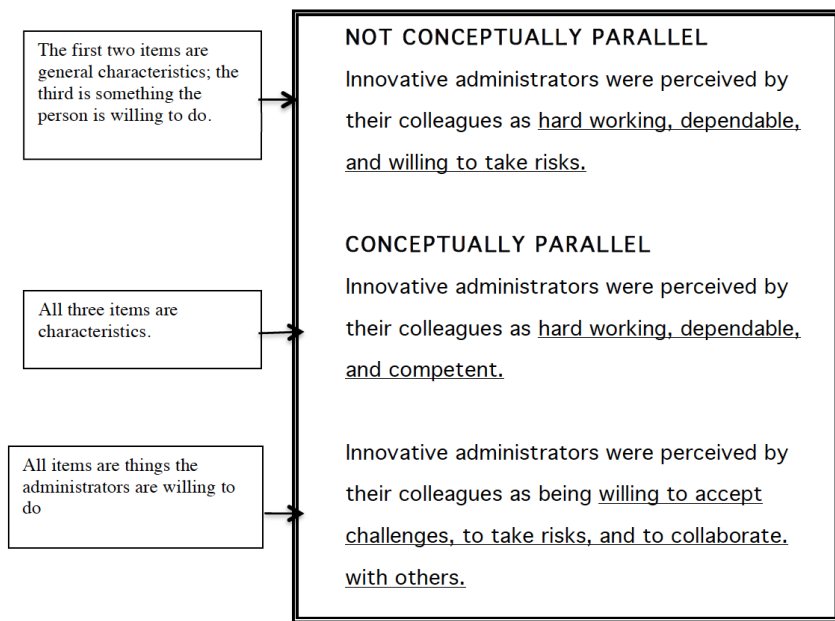 The first two items are
general characteristics; the
third is something the
person is willing to do.
NOT CONCEPTUALLY PARALLEL
Innovative administrators were perceived by
their colleagues as hard working, dependable,
and willing to take risks.
CONCEPTUALLY PARALLEL
All three items are
characteristics.
Innovative administrators were perceived by
their colleagues as hard working, dependable,
and competent.
All items are things the
administrators are willing to
do
Innovative administrators were perceived by
their colleagues as being willing to accept
challenges, to take risks, and to collaborate.
with others.